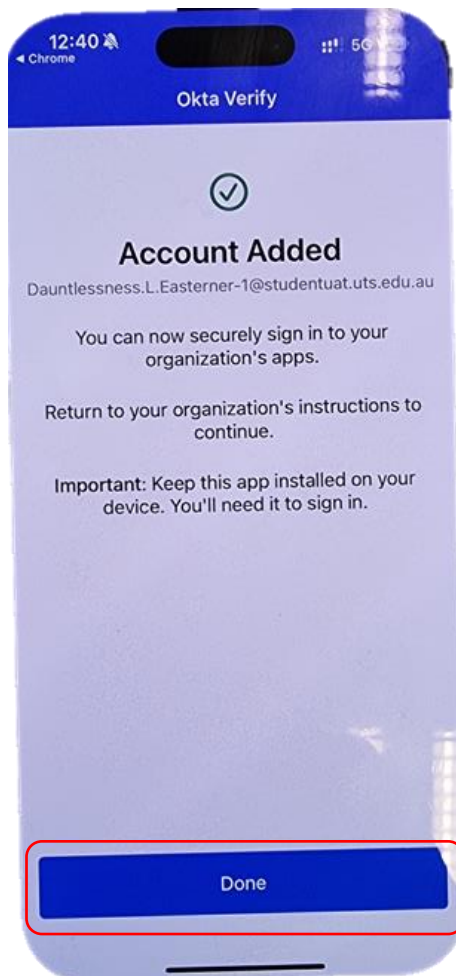 12:40
◀ Chrome
5G
Okta Verify
Account Added
Dauntlessness.L.Easterner-1@studentuat.uts.edu.au
You can now securely sign in to your
organization's apps.
Return to your organization's instructions to
continue.
Important: Keep this app installed on your
device. You'll need it to sign in.
Done